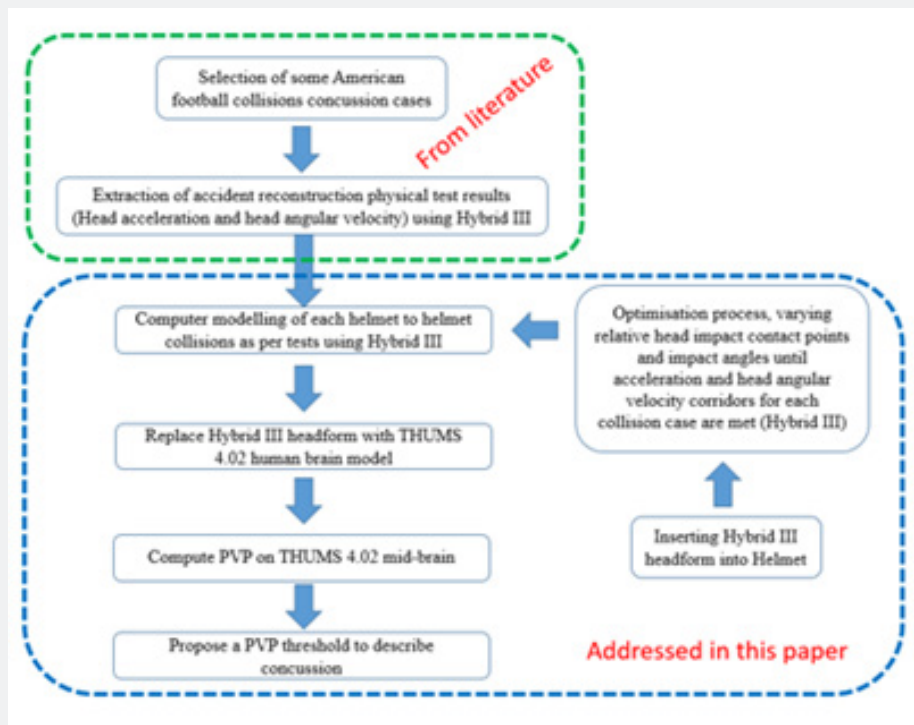 Selection of some American
football collisions concussion cases
From literature
Extraction of accident reconstruction physical test results
(Head acceleration and head angular velocity) using Hybrid III
Computer modelling of each helmet to helmet
collisions as per tests using Hybrid III
Optimisation process, varying
relative head impact contact points
and impact angles until
acceleration and head angular
velocity corridors for each
collision case are met (Hybrid III)
Replace Hybrid III headform with THUMS
4.02 human brain model
Inserting Hybrid III
headform into Helmet
Compute PVP on THUMS 4.02 mid-brain
Propose a PVP threshold to describe
concussion
Addressed in this paper